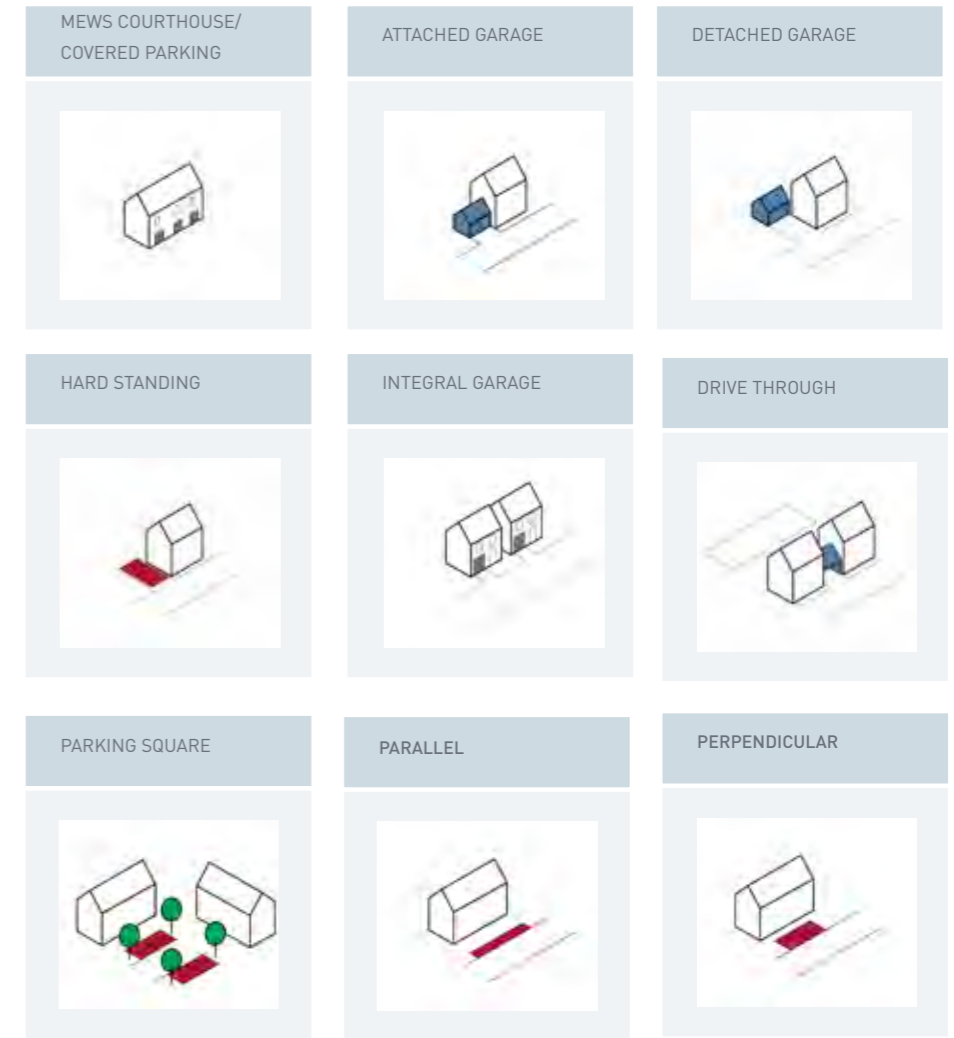 MEWS COURTHOUSE/
COVERED PARKING
ATTACHED GARAGE
DETACHED GARAGE
HARD STANDING
INTEGRAL GARAGE
DRIVE THROUGH
PARKING SQUARE
PARALLEL
PERPENDICULAR